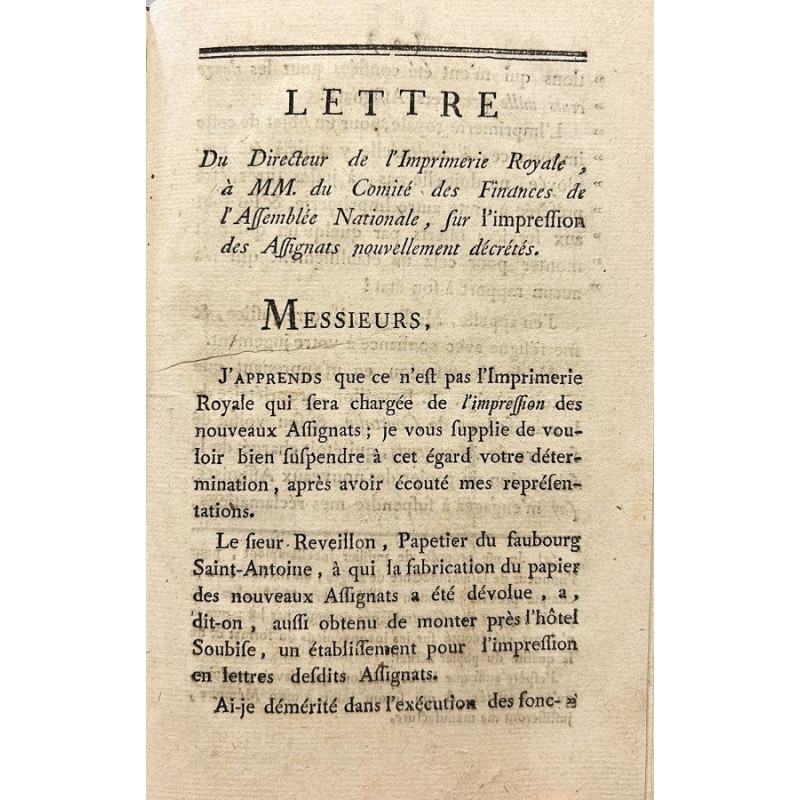 LETTRE
Du Directeur de l'Imprimerie Royale,
à MM. du Comité des Finances de
l'Aſſemblée Nationale, ſur l'impreſſion
des Aſſignats nouvellement décrétés.
MESSIEURS,
J'APPRENDS que ce n'eſt pas l'Imprimerie
Royale qui ſera chargée de l'impreſſion des
nouveaux Aſſignats; je vous ſupplie de vou-
loir bien ſuſpendre à cet égard votre déter-
mination, après avoir écouté mes repréſen-
tations.
Le ſieur Reveillon, Papetier du faubourg
Saint-Antoine, à qui la fabrication du papier
des nouveaux Aſſignats a été dévolue, a,
dit-on, auſſi obtenu de monter près l'hôtel
Soubiſe, un établiſſement pour l'impreſſion
en lettres deſdits Aſſignats.
Ai-je démérité dans l'exécution des fonc-